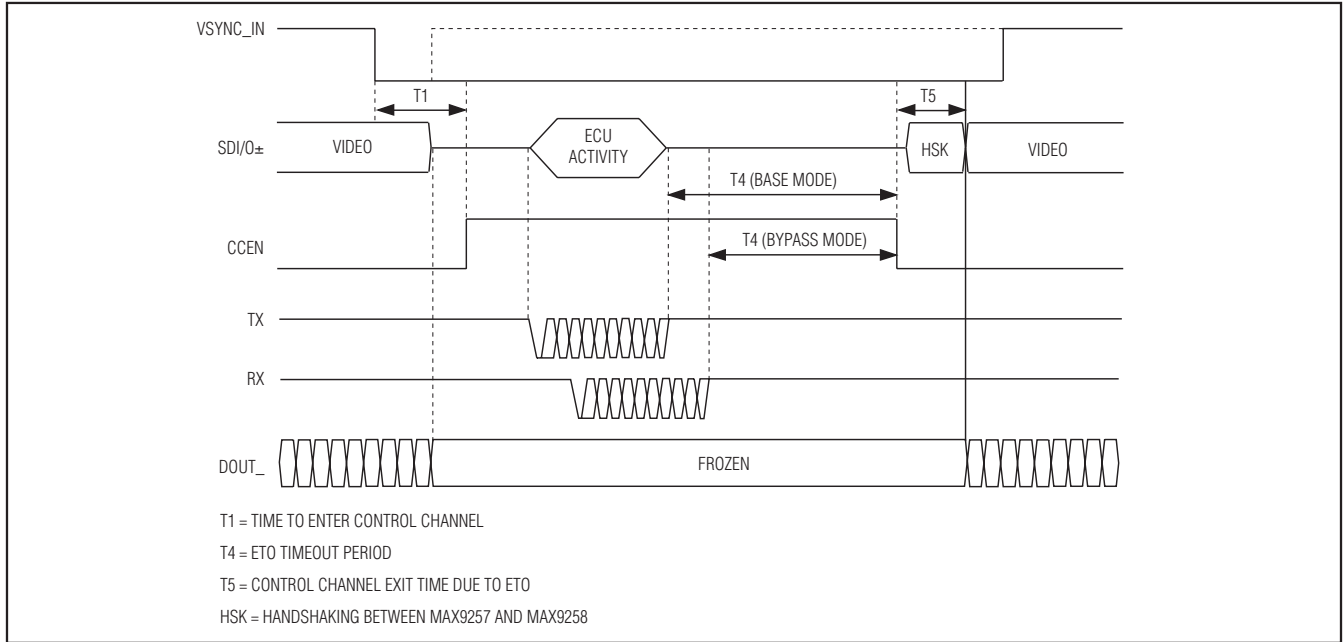 VSYNC_IN
T1
T5
SDI/O±
VIDEO
ECU
ACTIVITY
HSK
VIDEO
T4 (BASE MODE)
CCEN
T4 (BYPASS MODE)
TX
RX
DOUT_
FROZEN
T1 = TIME TO ENTER CONTROL CHANNEL
T4 = ETO TIMEOUT PERIOD
T5 = CONTROL CHANNEL EXIT TIME DUE TO ETO
HSK = HANDSHAKING BETWEEN MAX9257 AND MAX9258